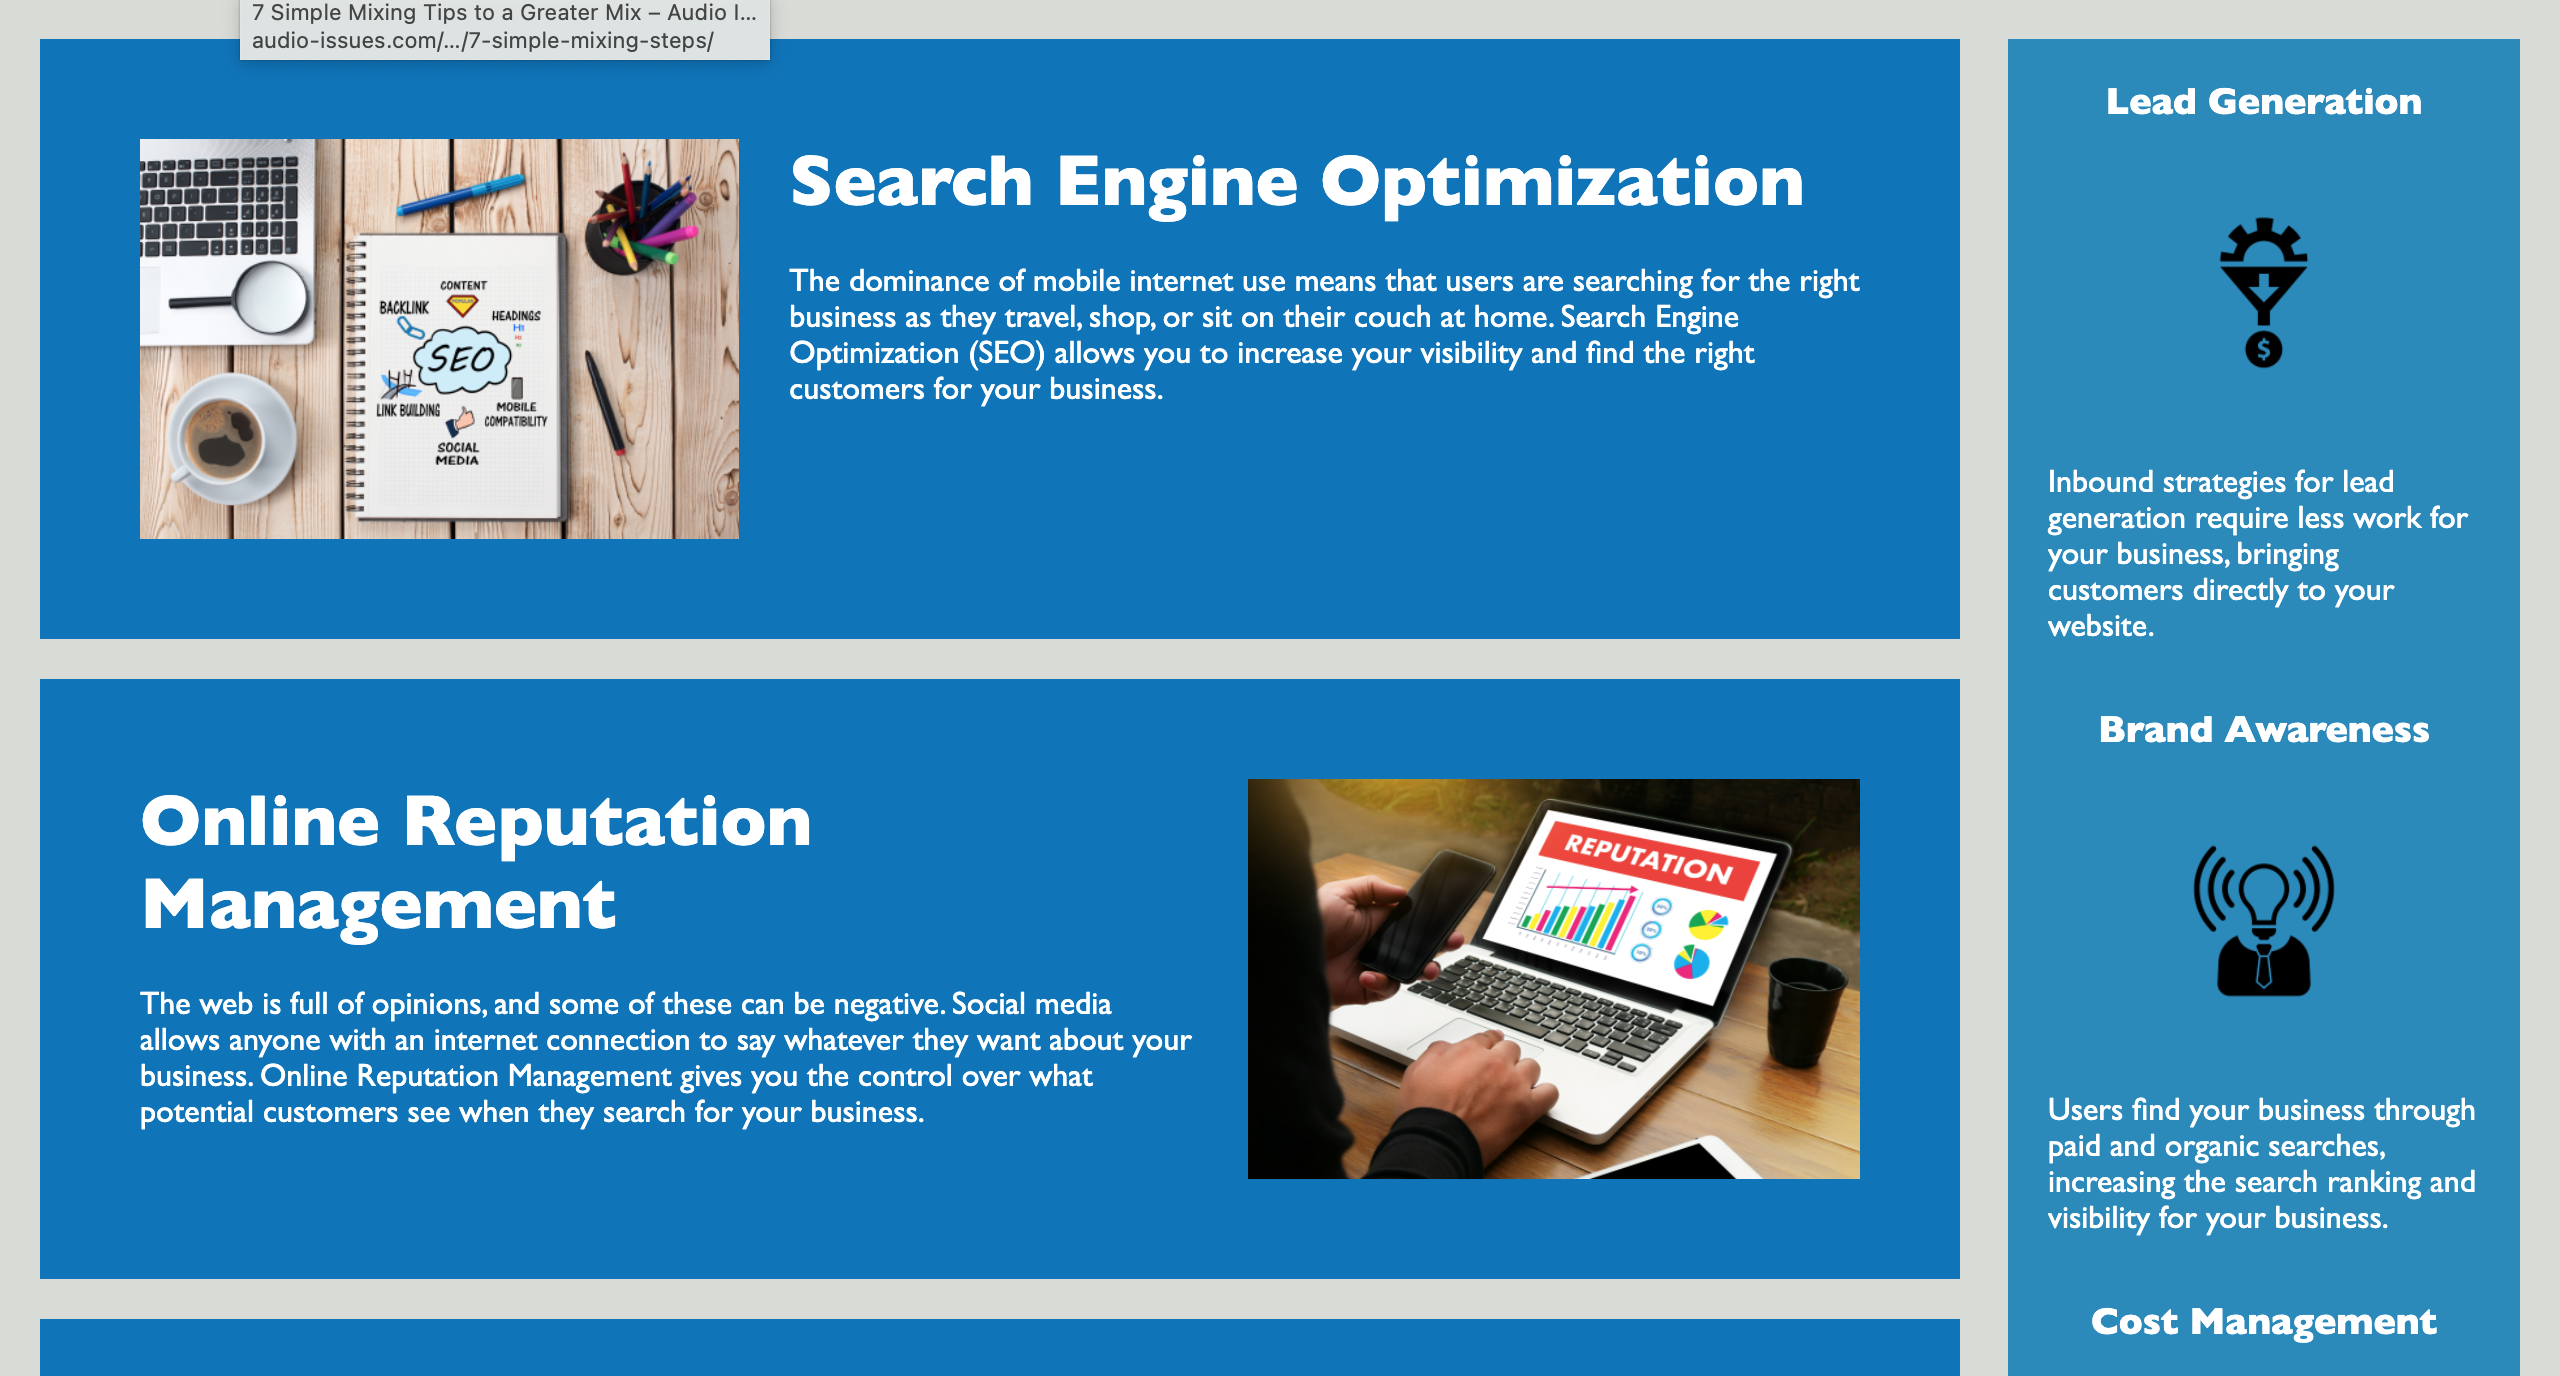 7 Simple Mixing Tips to a Greater Mix – Audio I...
audio-issues.com/.../7-simple-mixing-steps/
Search Engine Optimization
The dominance of mobile internet use means that users are searching for the right
business as they travel, shop, or sit on their couch at home. Search Engine
Optimization (SEO) allows you to increase your visibility and find the right
customers for your business.
CONTENT
BACKLINK
HEADINGS
H1
SEO
LINK BUILDING
MOBILE
COMPATIBILITY
SOCIAL
MEDIA
Online Reputation
Management
The web is full of opinions, and some of these can be negative. Social media
allows anyone with an internet connection to say whatever they want about your
business. Online Reputation Management gives you the control over what
potential customers see when they search for your business.
REPUTATION
Lead Generation
$
Inbound strategies for lead
generation require less work for
your business, bringing
customers directly to your
website.
Brand Awareness
Users find your business through
paid and organic searches,
increasing the search ranking and
visibility for your business.
Cost Management